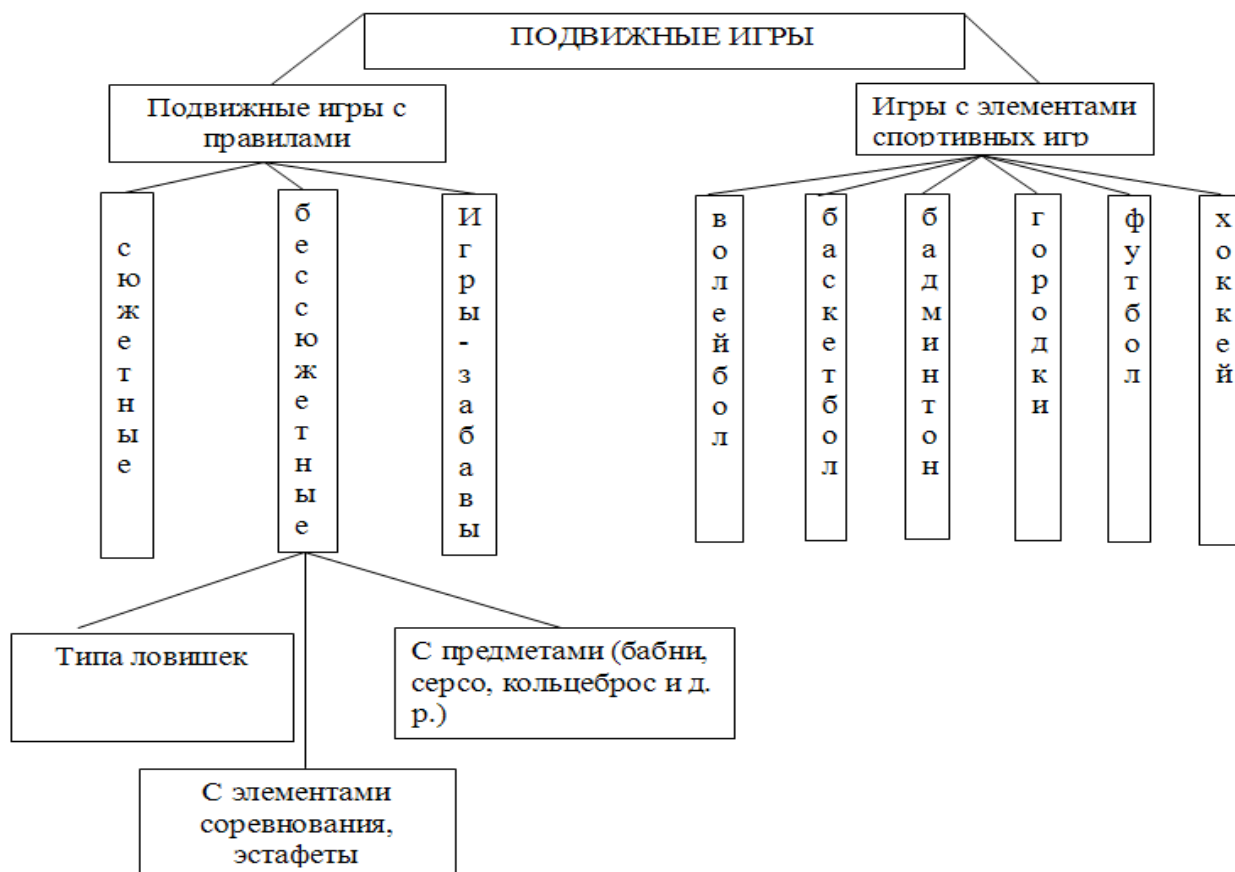 ПОДВИЖНЫЕ ИГРЫ
Подвижные игры с
правилами
Игры с элементами
спортивных игр
сюжетные
бессюжетные
Игры-забавы
волейбол
баскетбол
бадминтон
городки
футбол
хоккей
Типа ловишек
С предметами (бабни,
серсо, кольцеброс и д.
р.)
С элементами
соревнования,
эстафеты